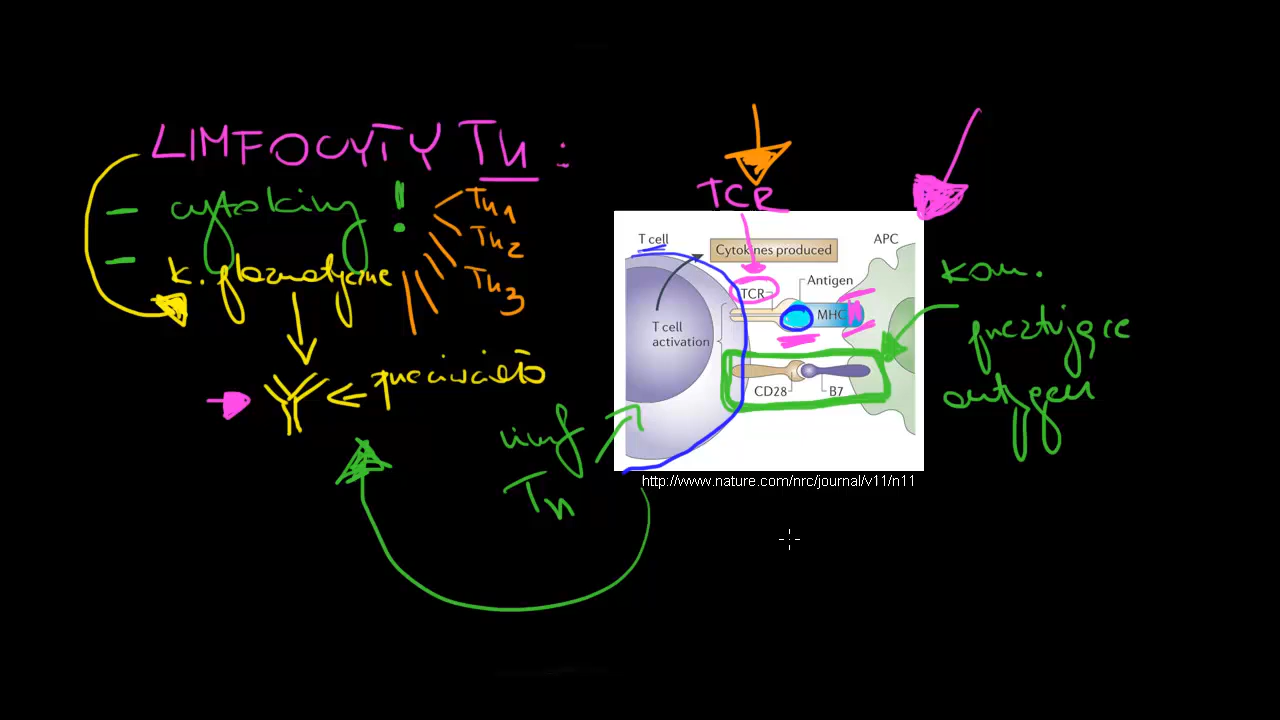 LIMFOCYTY TH :
- cytokiny !
TH1
TH2
TH3
- k. plazmatyczne
przeciwciało
TCR
T cell
Cytokines produced
APC
TCR
Antigen
MHC
T cell
activation
CD28
B7
http://www.nature.com/nrc/journal/v11/n11
limf
TH
kom.
prezentujące
antygen